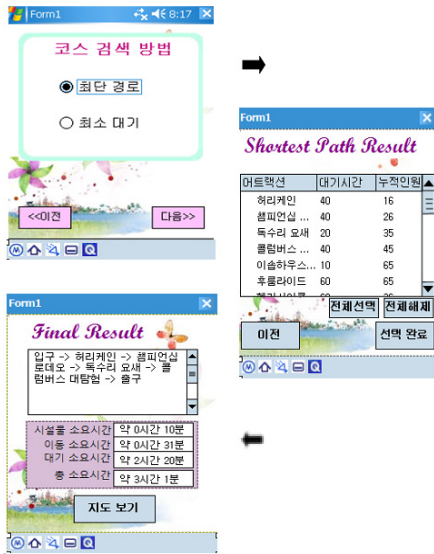 Form1
8:17
코스 검색 방법
최단 경로
최소 대기
<<이전
다음>>
Form1
Shortest Path Result
어트랙션 대기시간 누적인원
허리케인 40 16
챔피언십 ... 40 26
독수리 요새 20 35
콜럼버스 ... 40 45
이솝하우스... 10 65
후룸라이드 60 65
전체선택 전체해제
이전
선택 완료
Form1
Final Result
입구 -> 허리케인 -> 챔피언십
로데오 -> 독수리 요새 -> 콜
럼버스 대탐험 -> 출구
시설물 소요시간 약 0시간 10분
이동 소요시간 약 0시간 31분
대기 소요시간 약 2시간 20분
총 소요시간 약 3시간 1분
지도 보기